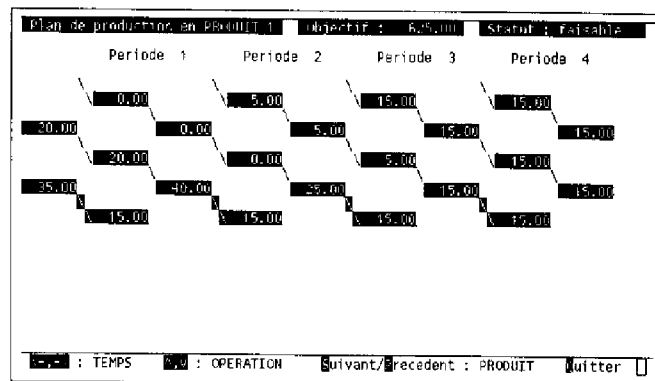 Plan de production en PRODUIT 1 Objectif : 625.00 Statut : faisable
Periode 1 Periode 2 Periode 3 Periode 4
0.00 5.00 15.00 15.00
20.00 0.00 5.00 15.00 15.00
20.00 0.00 5.00 15.00
35.00 40.00 25.00 15.00 15.00
15.00 15.00 15.00 15.00
: TEMPS : OPERATION Suivant/Precedent : PRODUIT Quitter